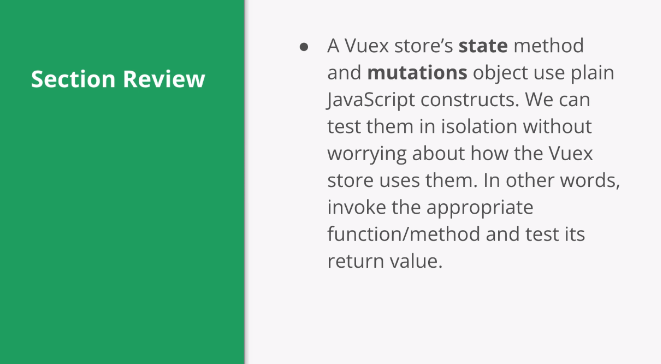 Section Review
● A Vuex store’s state method
and mutations object use plain
JavaScript constructs. We can
test them in isolation without
worrying about how the Vuex
store uses them. In other words,
invoke the appropriate
function/method and test its
return value.